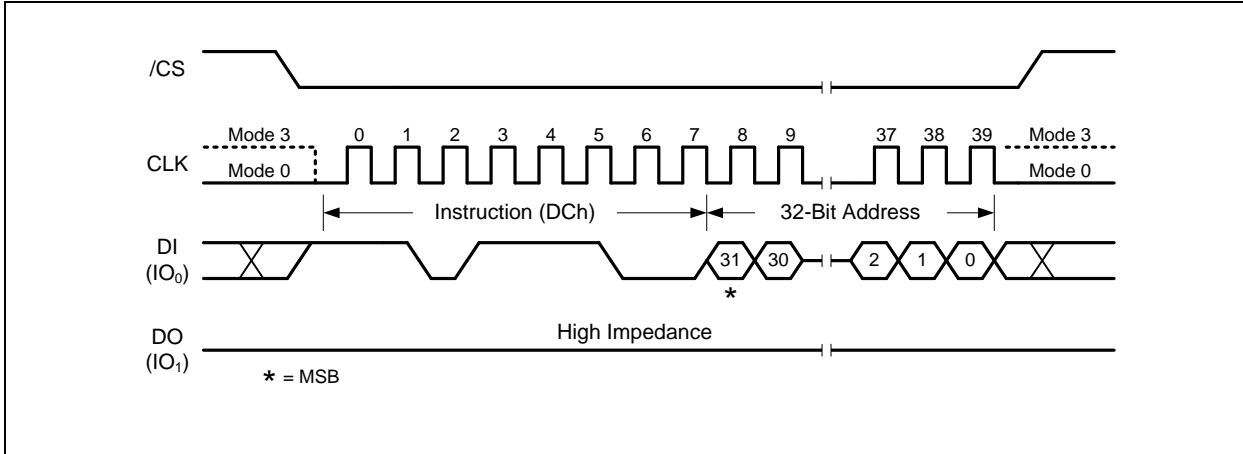 /CS
Mode 3 0 1 2 3 4 5 6 7 8 9 37 38 39 Mode 3
CLK
Mode 0 Mode 0
Instruction (DCh) 32-Bit Address
DI
(IO₀)
31 30 2 1 0
*
High Impedance
DO
(IO₁)
* = MSB